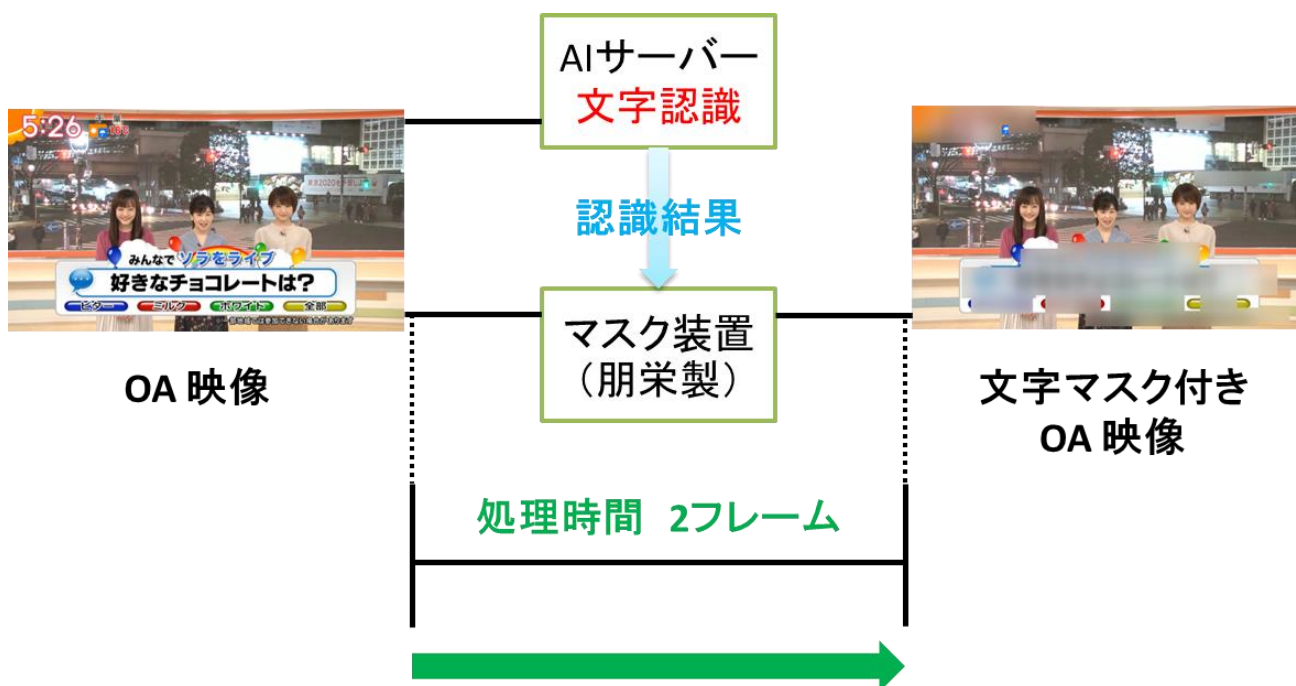 AIサーバー
文字認識
認識結果
マスク装置
(朋栄製)
5:26
千葉
みんなで ソラをライブ
好きなチョコレートは?
ビター ミルク ホワイト 全部
OA 映像
文字マスク付き
OA 映像
処理時間 2フレーム